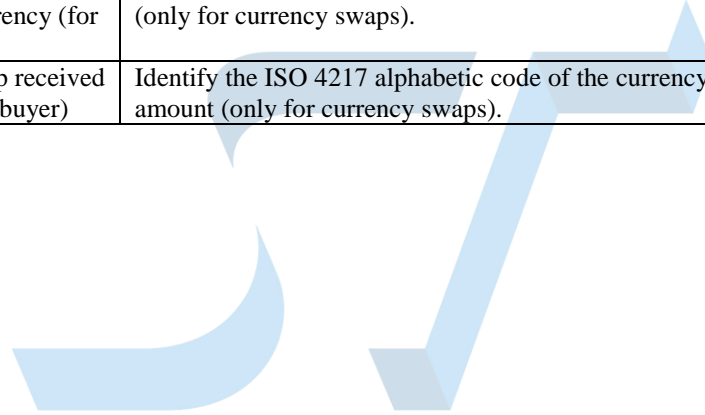 rency (for
(only for currency swaps).
received Identify the ISO 4217 alphabetic code of the currency
buyer) amount (only for currency swaps).